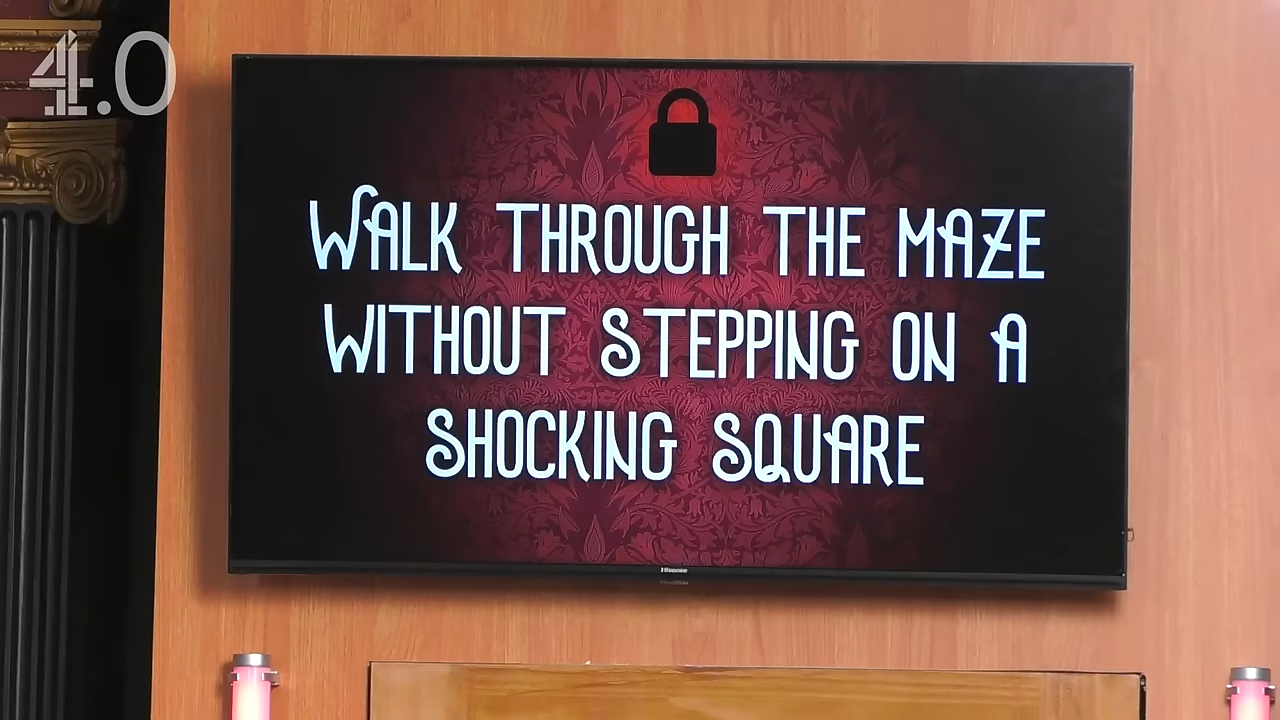 4.0
WALK THROUGH THE MAZE
WITHOUT STEPPING ON A
SHOCKING SQUARE
Hisense